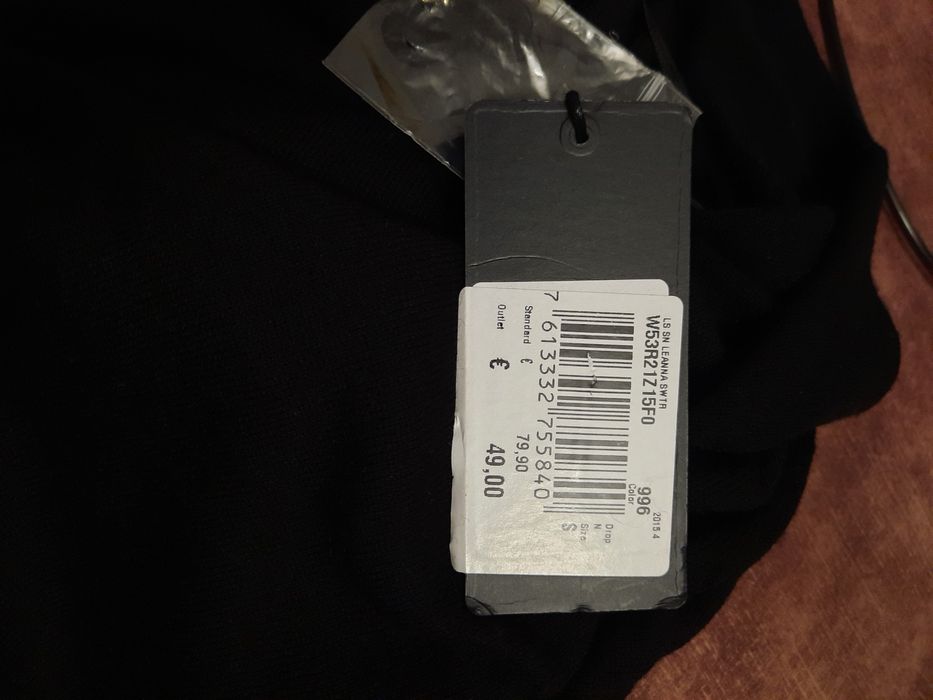 LS SN LEANNA SWTR
W53R21Z15F0
2015 4
996
Color
Drop
N
Size
S
7 613332 755840
Standard € 79,90
Outlet € 49,00